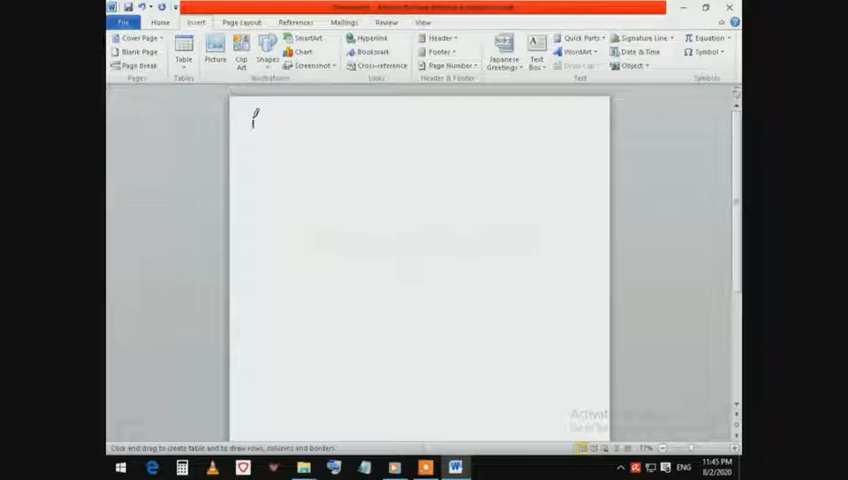 File Home Insert Page Layout References Mailings Review View
Cover Page
Blank Page
Page Break
Pages
Table
Tables
Picture
Clip Art
Shapes
SmartArt
Chart
Screenshot
Illustrations
Hyperlink
Bookmark
Cross-reference
Links
Header
Footer
Page Number
Header & Footer
Japanese Greetings
Text Box
Quick Parts
WordArt
Drop Cap
Signature Line
Date & Time
Object
Text
Equation
Symbol
Symbols
Click and drag to create table and to draw rows, columns and borders.
ENG
11:45 PM
8/2/2020